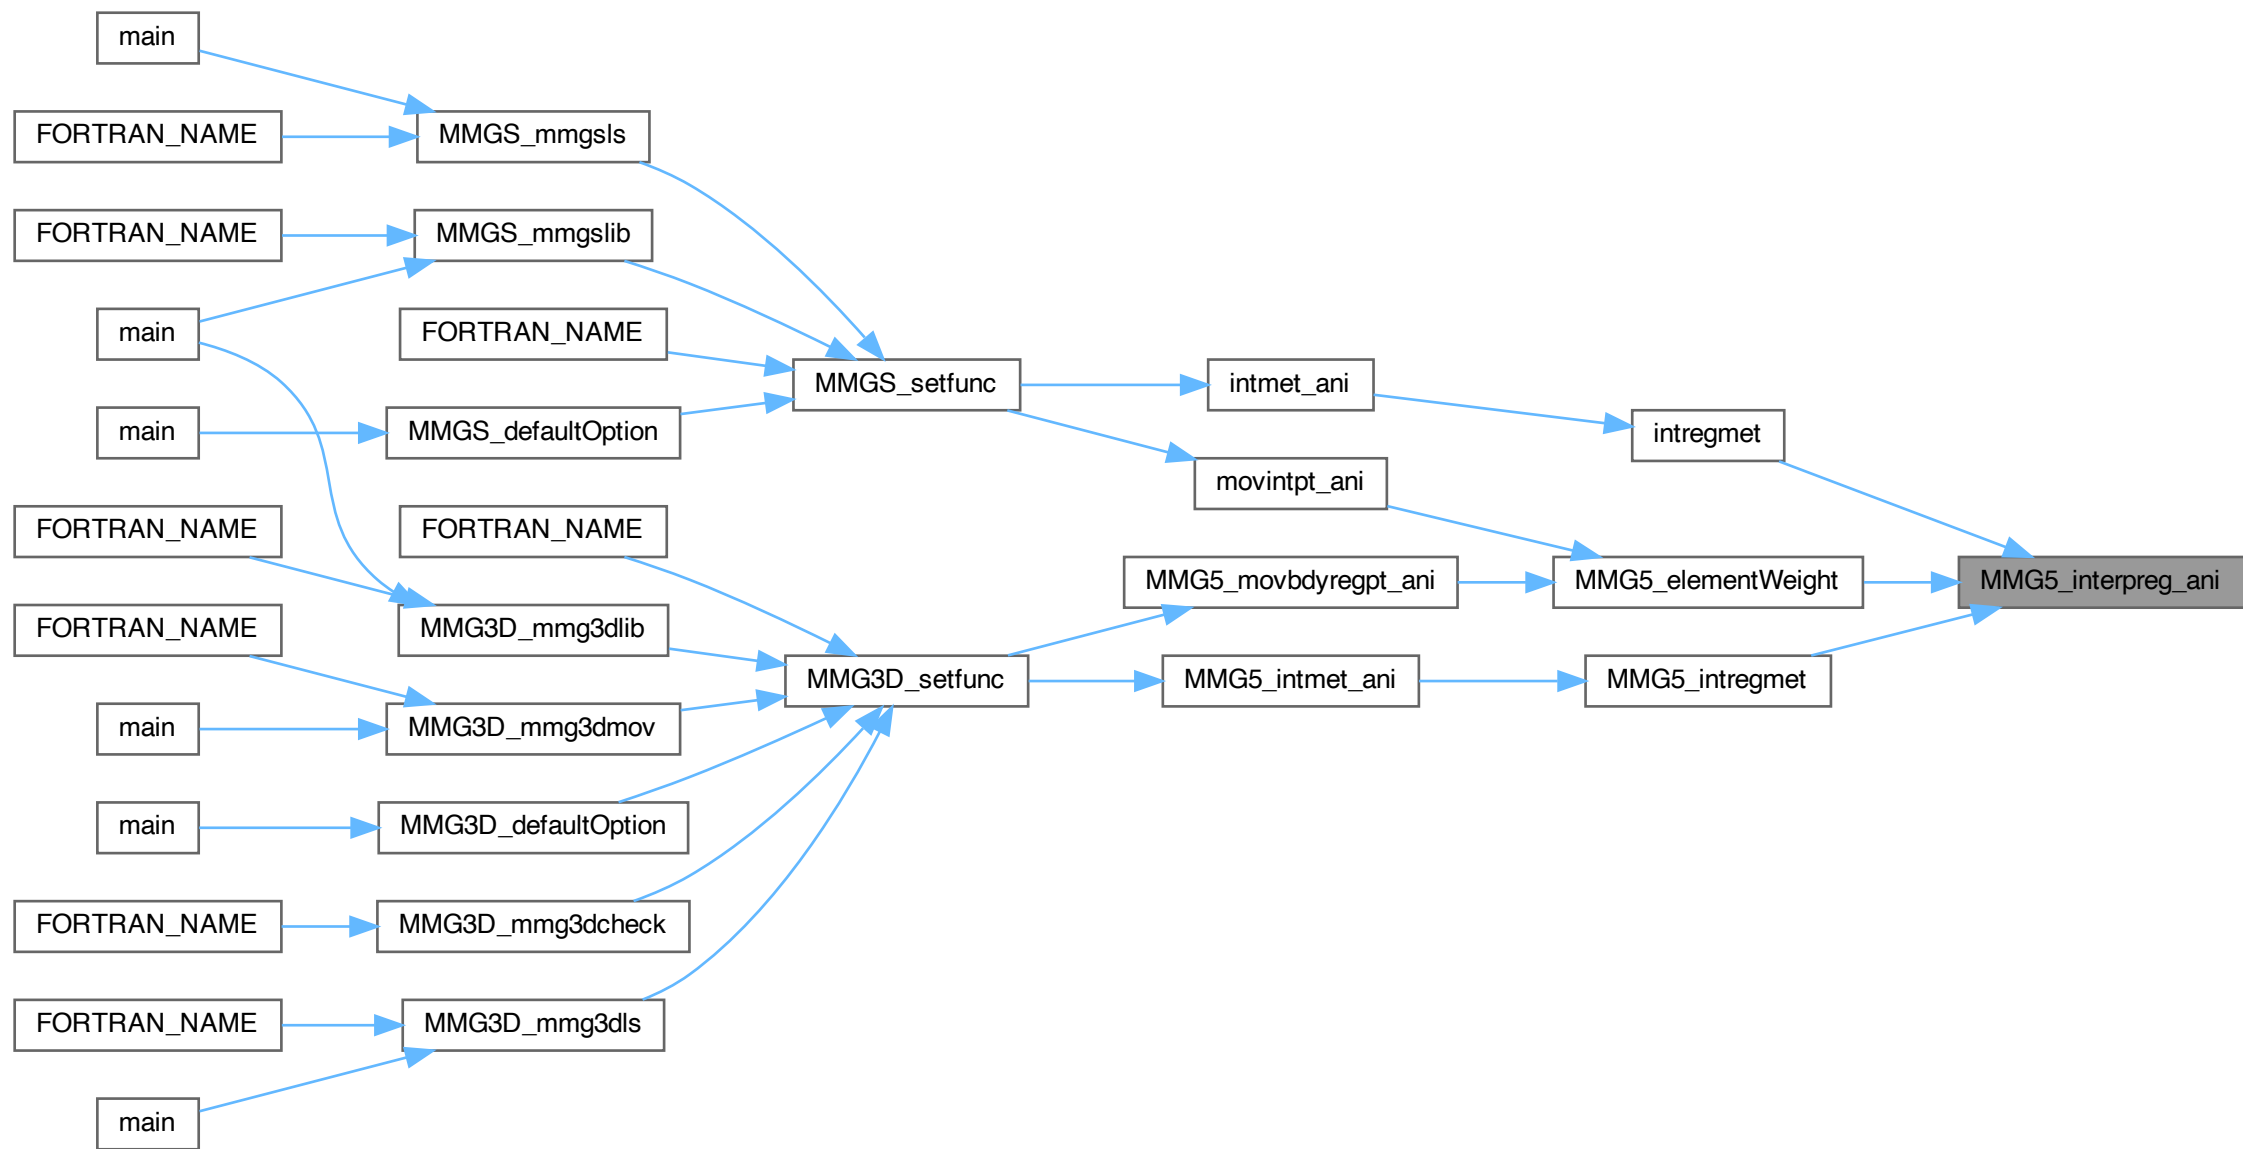 main
FORTRAN_NAME
MMGS_mmgsls
FORTRAN_NAME
MMGS_mmgslib
main
FORTRAN_NAME
MMGS_setfunc
intmet_ani
main
MMGS_defaultOption
intregmet
movintpt_ani
FORTRAN_NAME
FORTRAN_NAME
MMG5_movbdyregpt_ani
MMG5_elementWeight
MMG5_interpreg_ani
FORTRAN_NAME
MMG3D_mmg3dlib
MMG3D_setfunc
MMG5_intmet_ani
MMG5_intregmet
main
MMG3D_mmg3dmov
main
MMG3D_defaultOption
FORTRAN_NAME
MMG3D_mmg3dcheck
FORTRAN_NAME
MMG3D_mmg3dls
main